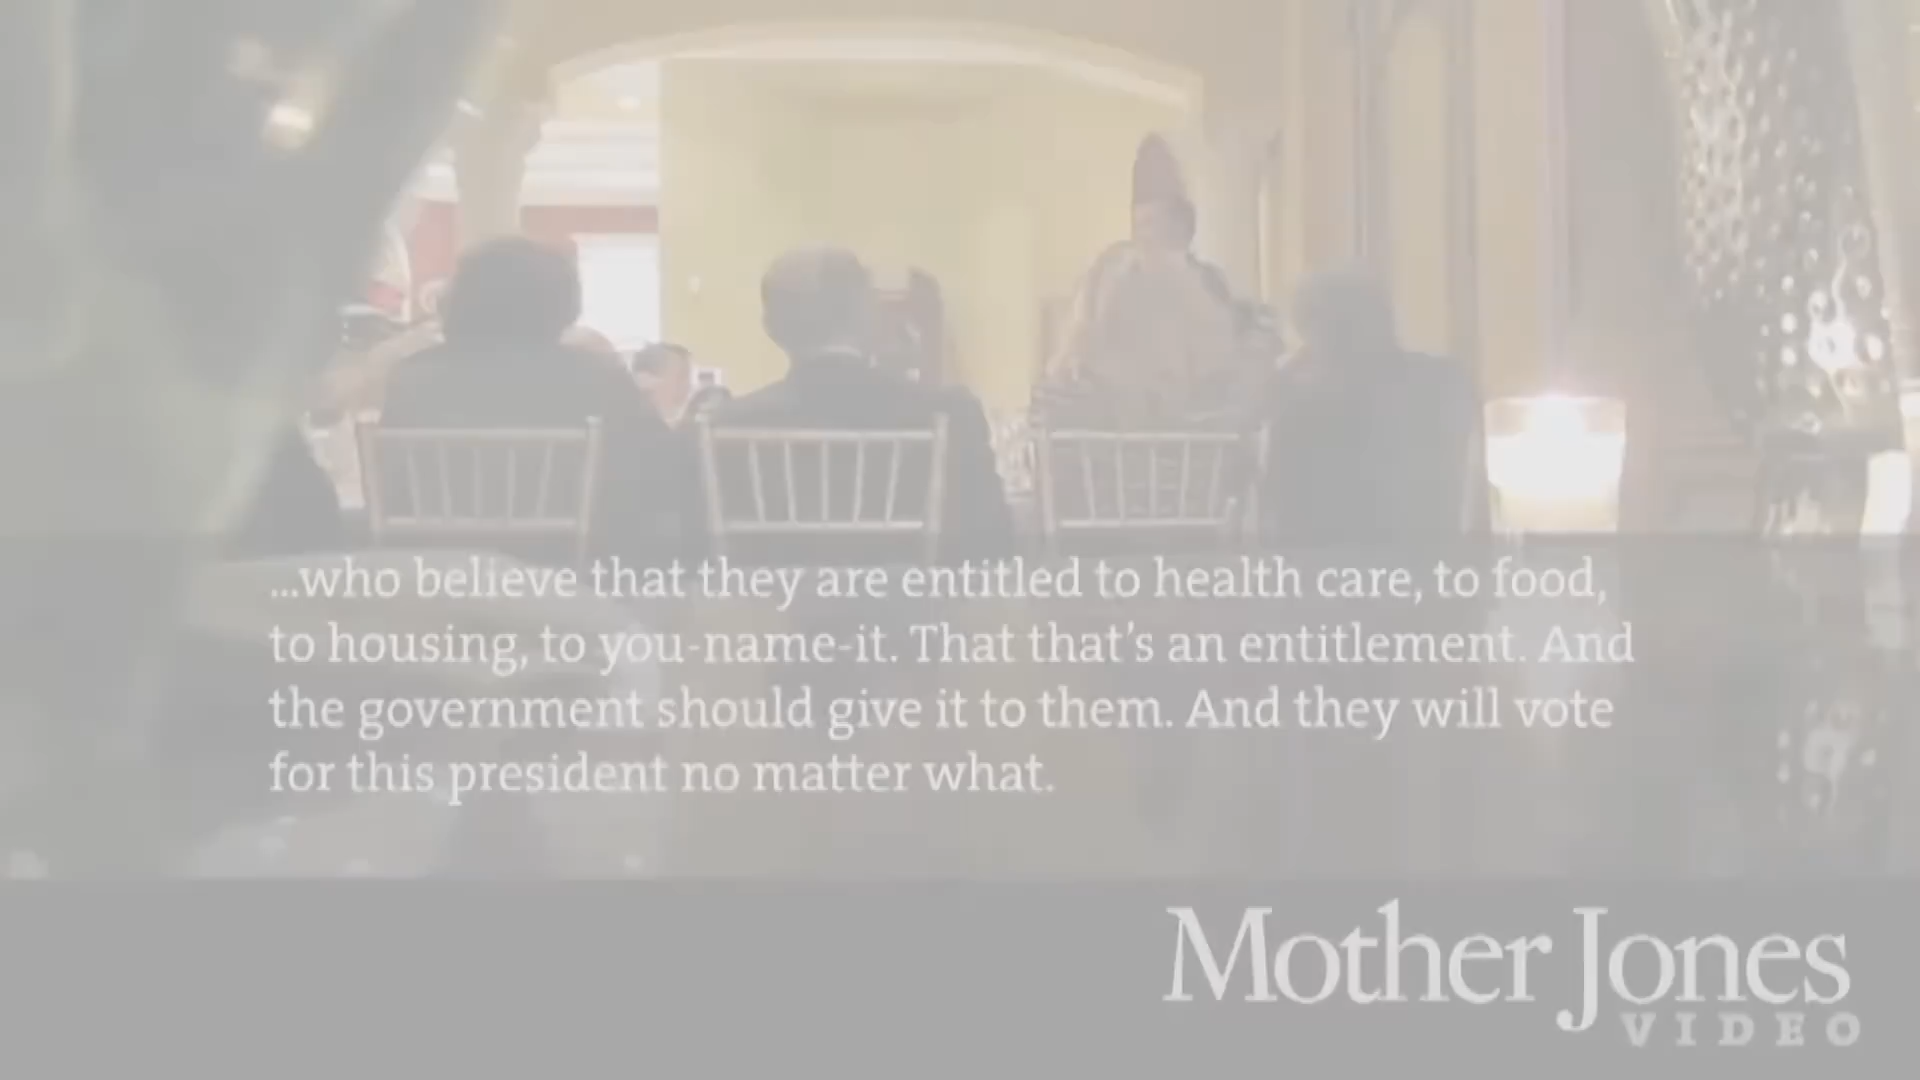 ...who believe that they are entitled to health care, to food,
to housing, to you-name-it. That that's an entitlement. And
the government should give it to them. And they will vote
for this president no matter what.
Mother Jones
VIDEO